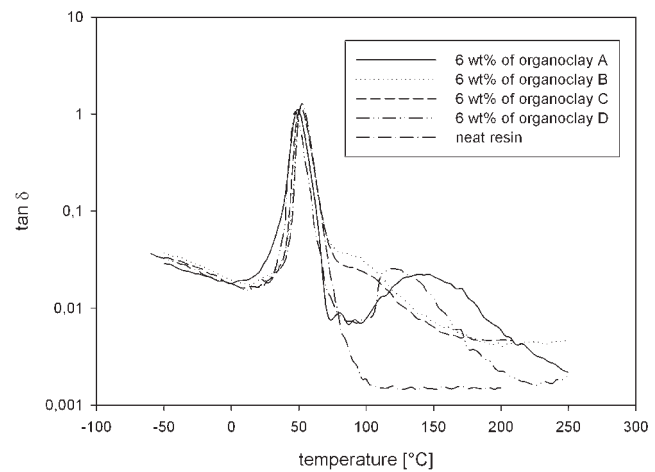 10
1
0,1
0,01
0,001
tan δ
6 wt% of organoclay A
6 wt% of organoclay B
6 wt% of organoclay C
6 wt% of organoclay D
neat resin
-100 -50 0 50 100 150 200 250 300
temperature [°C]